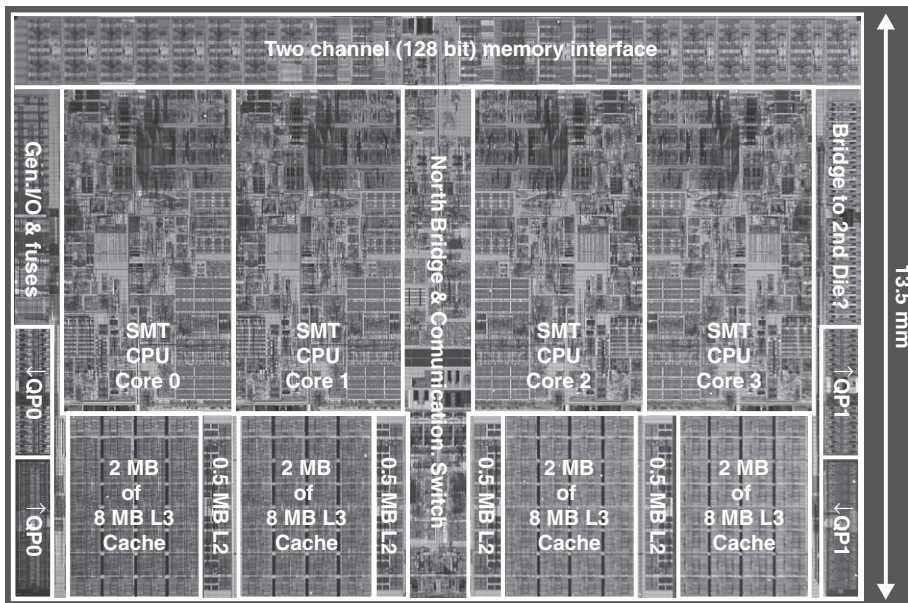 Two channel (128 bit) memory interface
Gen.I/O & fuses
SMT
CPU
Core 0
SMT
CPU
Core 1
North Bridge & Comunication. Switch
SMT
CPU
Core 2
SMT
CPU
Core 3
Bridge to 2nd Die?
13.5 mm
↓QP0
↑QP0
2 MB
of
8 MB L3
Cache
0.5 MB L2
2 MB
of
8 MB L3
Cache
0.5 MB L2
0.5 MB L2
2 MB
of
8 MB L3
Cache
0.5 MB L2
2 MB
of
8 MB L3
Cache
↑QP1
↓QP1